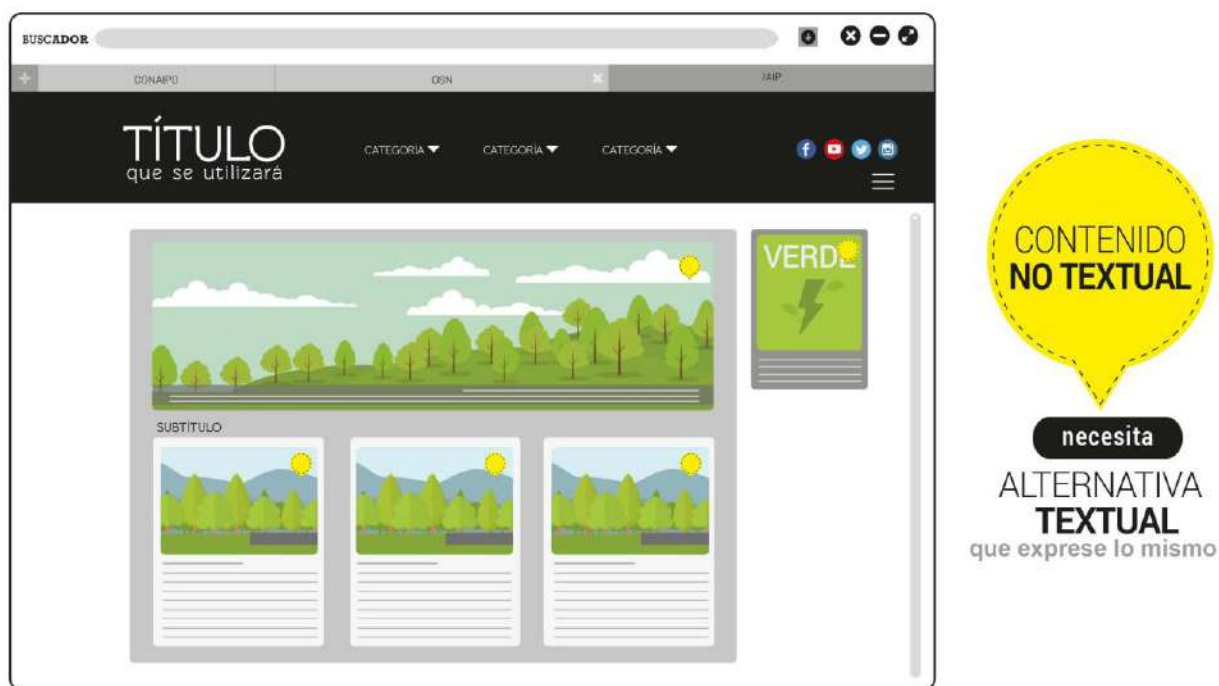 BUSCADOR
CONAIPD
OSN
IAIP
TÍTULO
que se utilizará
CATEGORÍA
CATEGORÍA
CATEGORÍA
VERDE
SUBTÍTULO
CONTENIDO
NO TEXTUAL
necesita
ALTERNATIVA
TEXTUAL
que exprese lo mismo